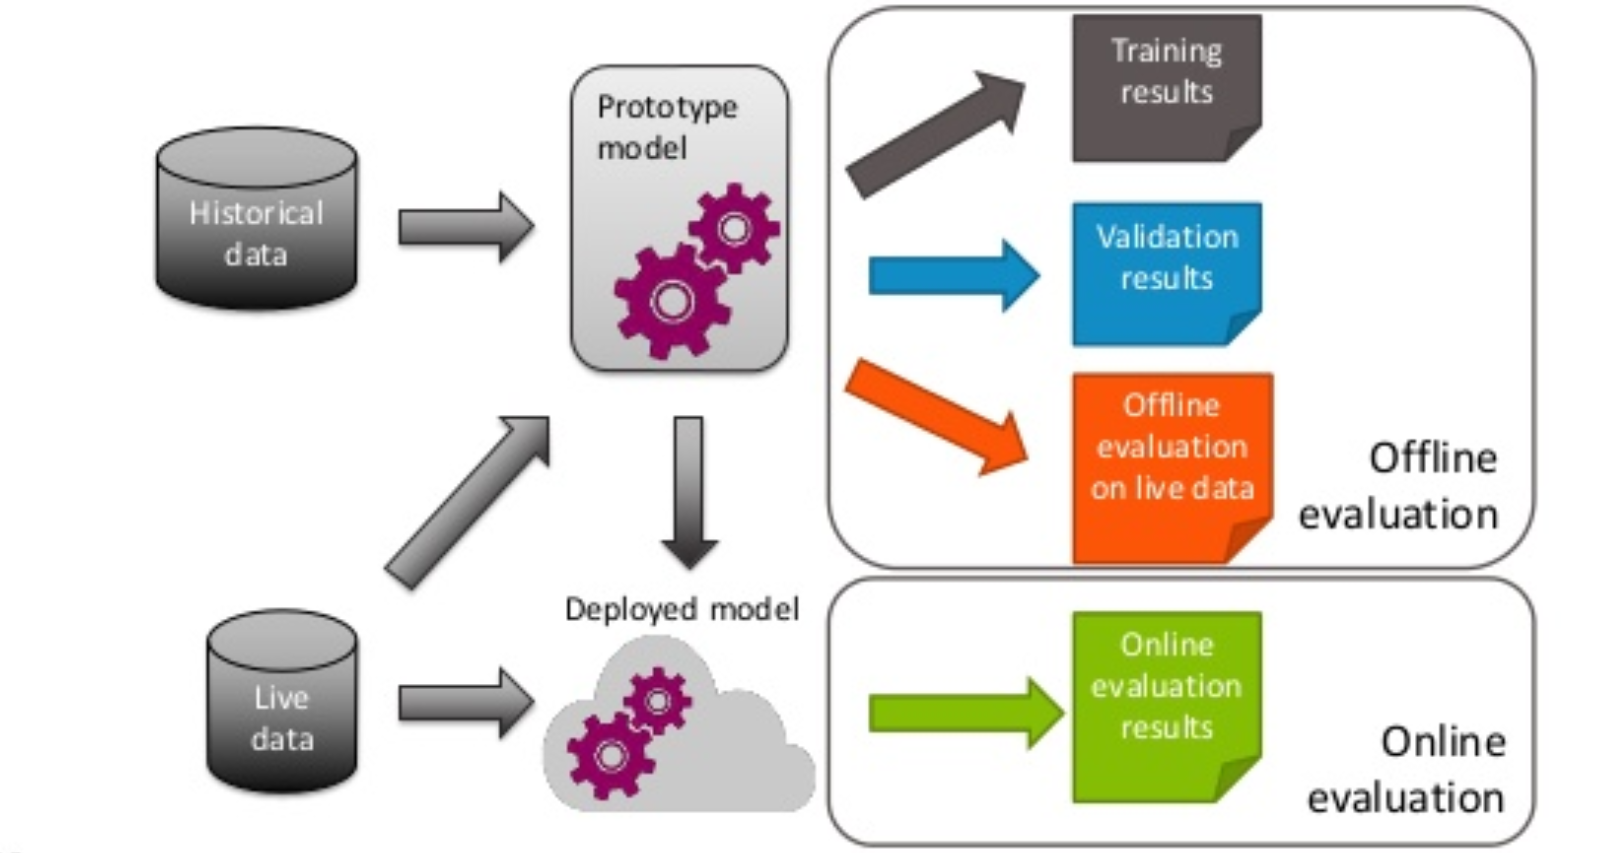 Historical
data
Prototype
model
Training
results
Validation
results
Offline
evaluation
on live data
Offline
evaluation
Live
data
Deployed model
Online
evaluation
results
Online
evaluation